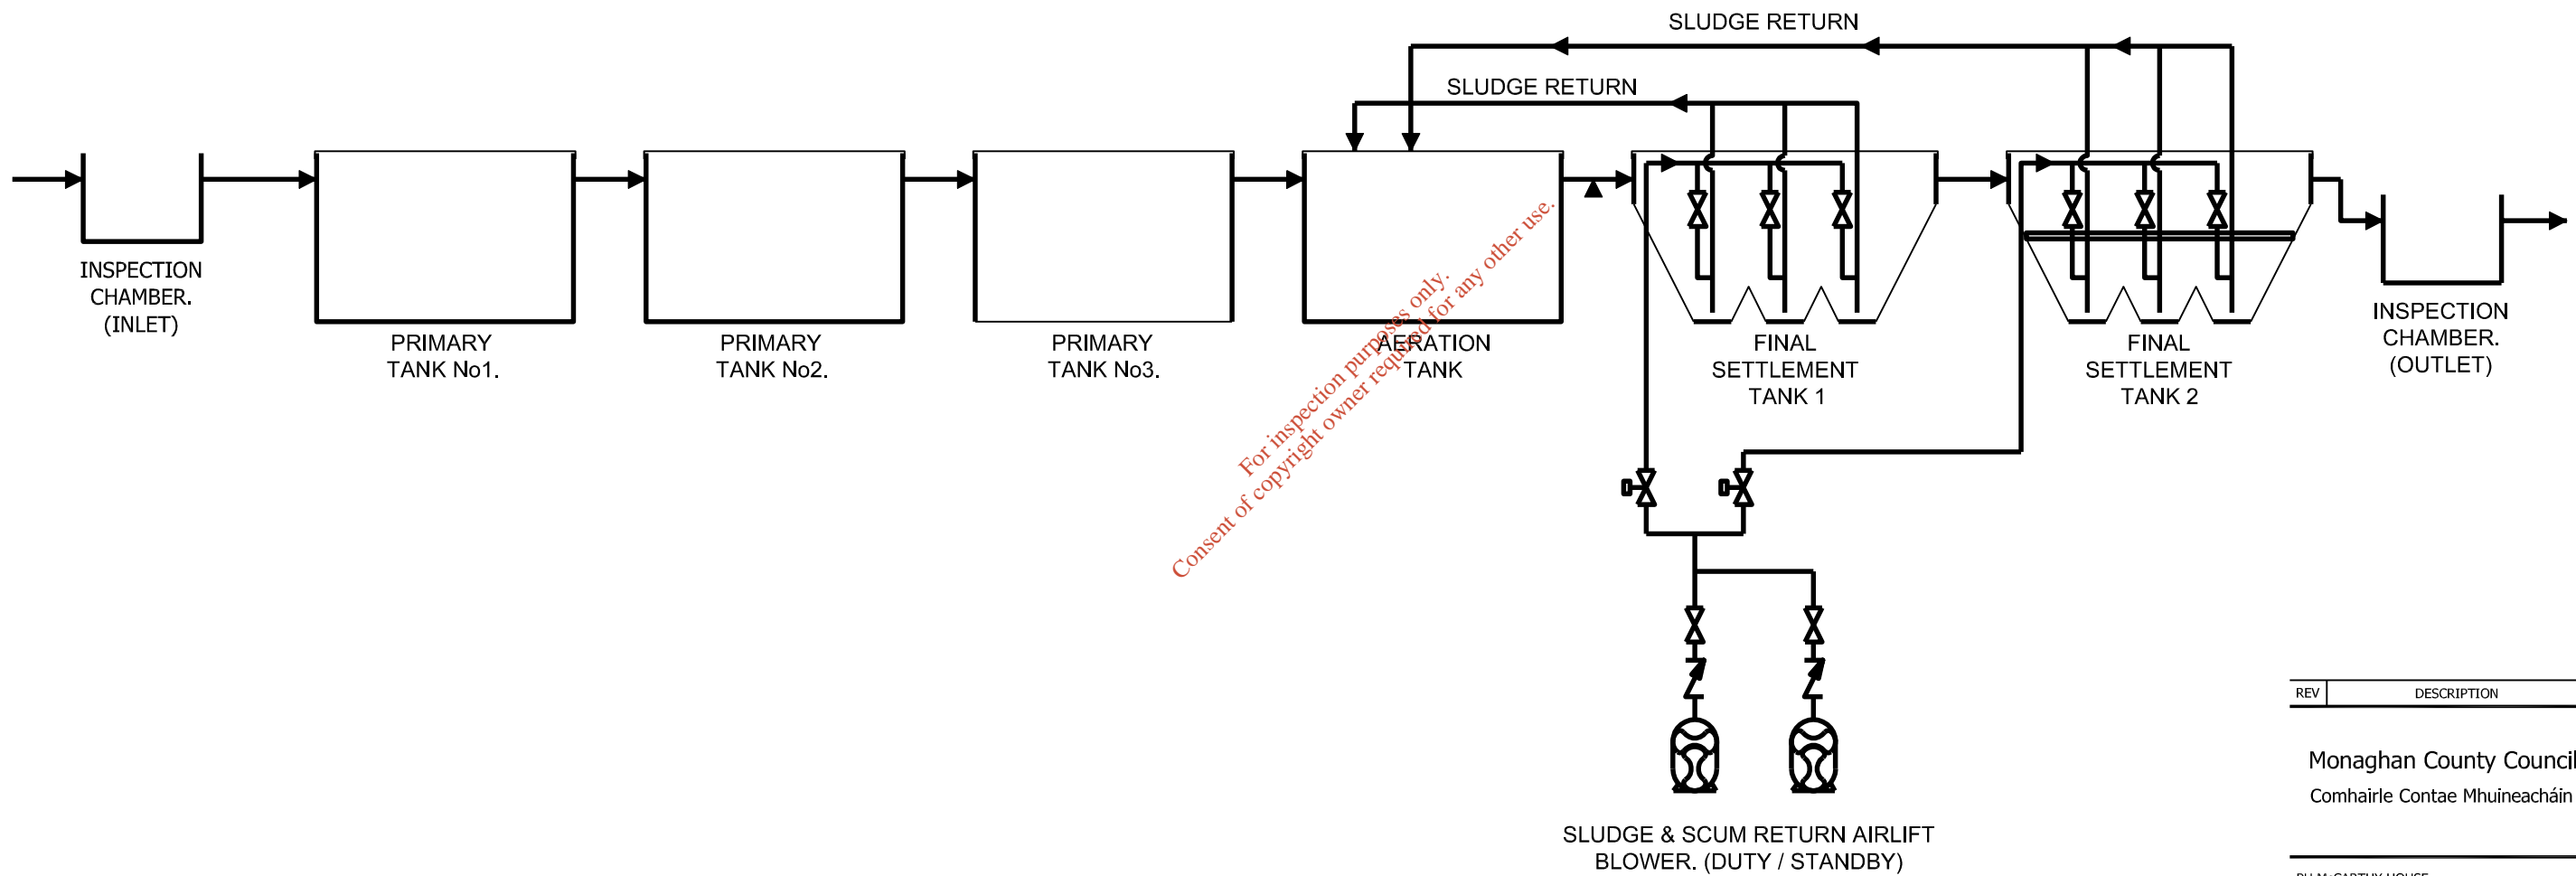 SLUDGE RETURN
SLUDGE RETURN
INSPECTION
CHAMBER.
(INLET)
PRIMARY
TANK No1.
PRIMARY
TANK No2.
PRIMARY
TANK No3.
AERATION
TANK
FINAL
SETTLEMENT
TANK 1
FINAL
SETTLEMENT
TANK 2
INSPECTION
CHAMBER.
(OUTLET)
For inspection purposes only.
Consent of copyright owner required for any other use.
SLUDGE & SCUM RETURN AIRLIFT
BLOWER. (DUTY / STANDBY)
REV DESCRIPTION
Monaghan County Council
Comhairle Contae Mhuineacháin